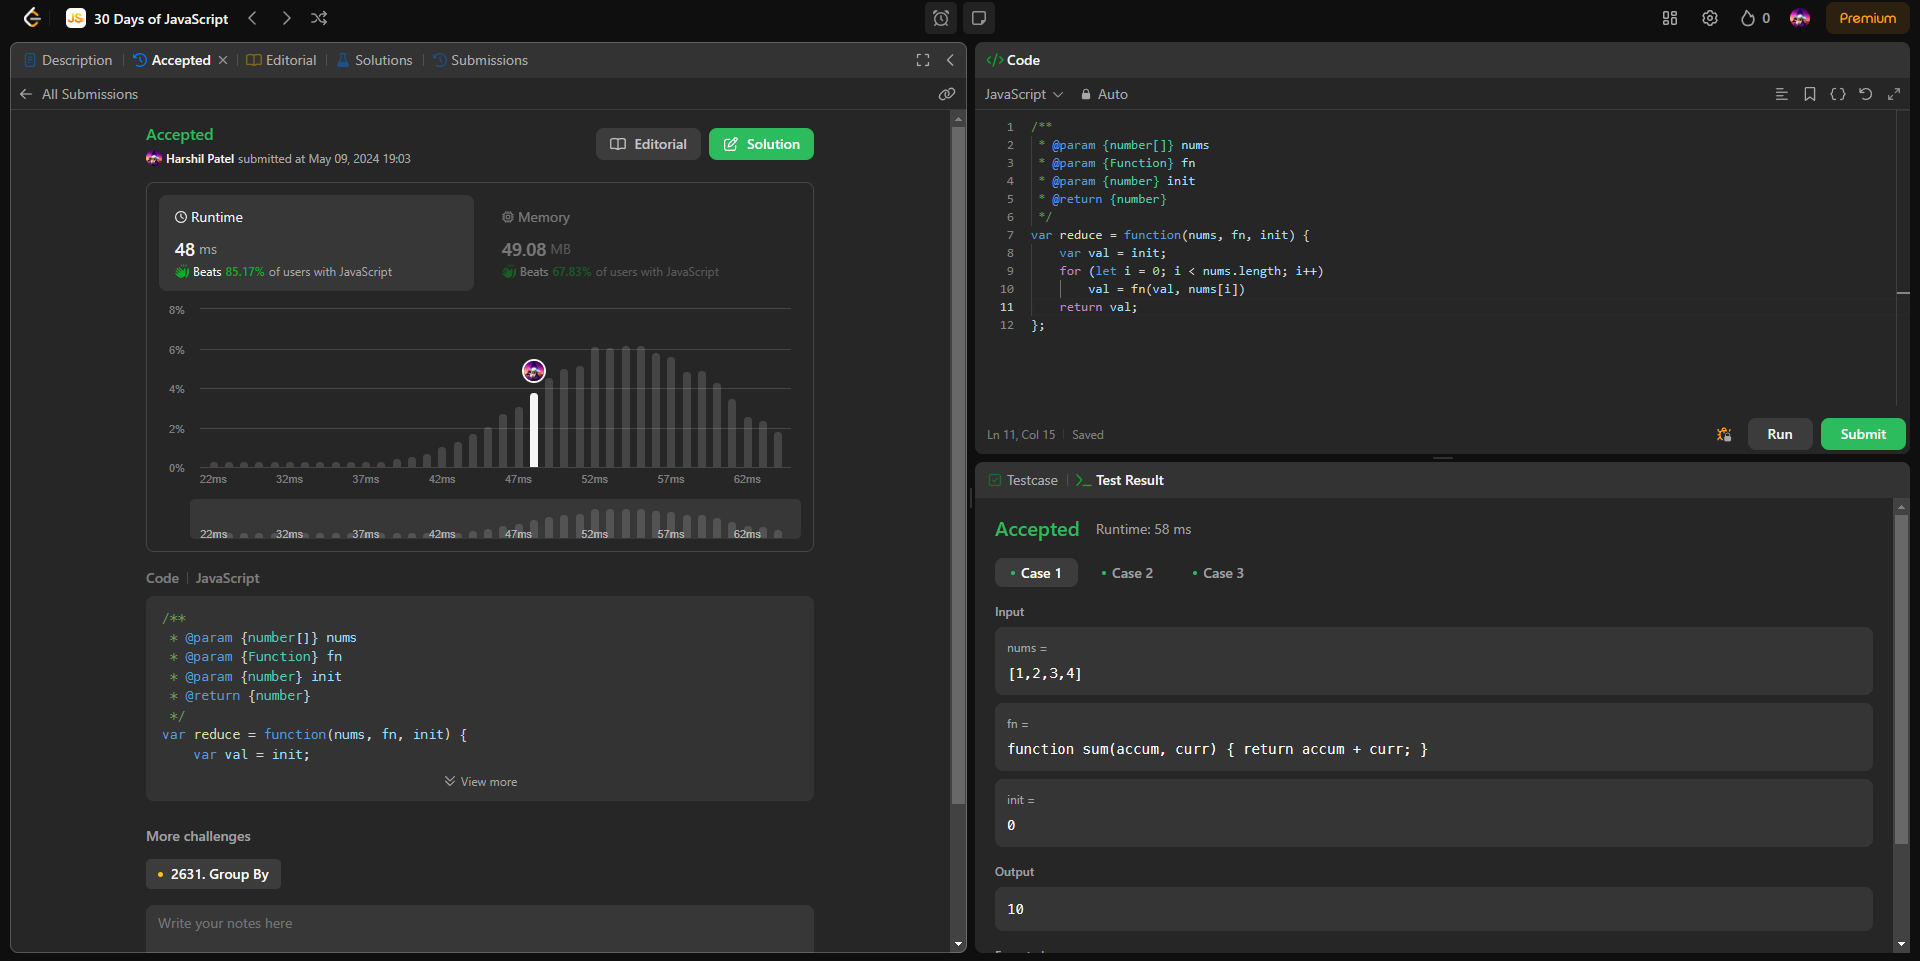 JS 30 Days of JavaScript
0
Premium
Description
Accepted
Editorial
Solutions
Submissions
All Submissions
Accepted
Harshil Patel submitted at May 09, 2024 19:03
Editorial
Solution
Runtime
48 ms
Beats 85.17% of users with JavaScript
Memory
49.08 MB
Beats 67.83% of users with JavaScript
8%
6%
4%
2%
0%
22ms 32ms 37ms 42ms 47ms 52ms 57ms 62ms
22ms 32ms 37ms 42ms 47ms 52ms 57ms 62ms
Code | JavaScript
/**
 * @param {number[]} nums
 * @param {Function} fn
 * @param {number} init
 * @return {number}
 */
var reduce = function(nums, fn, init) {
    var val = init;
View more
More challenges
2631. Group By
Write your notes here
</> Code
JavaScript
Auto
1 /**
2  * @param {number[]} nums
3  * @param {Function} fn
4  * @param {number} init
5  * @return {number}
6  */
7 var reduce = function(nums, fn, init) {
8     var val = init;
9     for (let i = 0; i < nums.length; i++)
10         val = fn(val, nums[i])
11     return val;
12 };
Ln 11, Col 15 | Saved
Run
Submit
Testcase
Test Result
Accepted Runtime: 58 ms
Case 1
Case 2
Case 3
Input
nums =
[1,2,3,4]
fn =
function sum(accum, curr) { return accum + curr; }
init =
0
Output
10